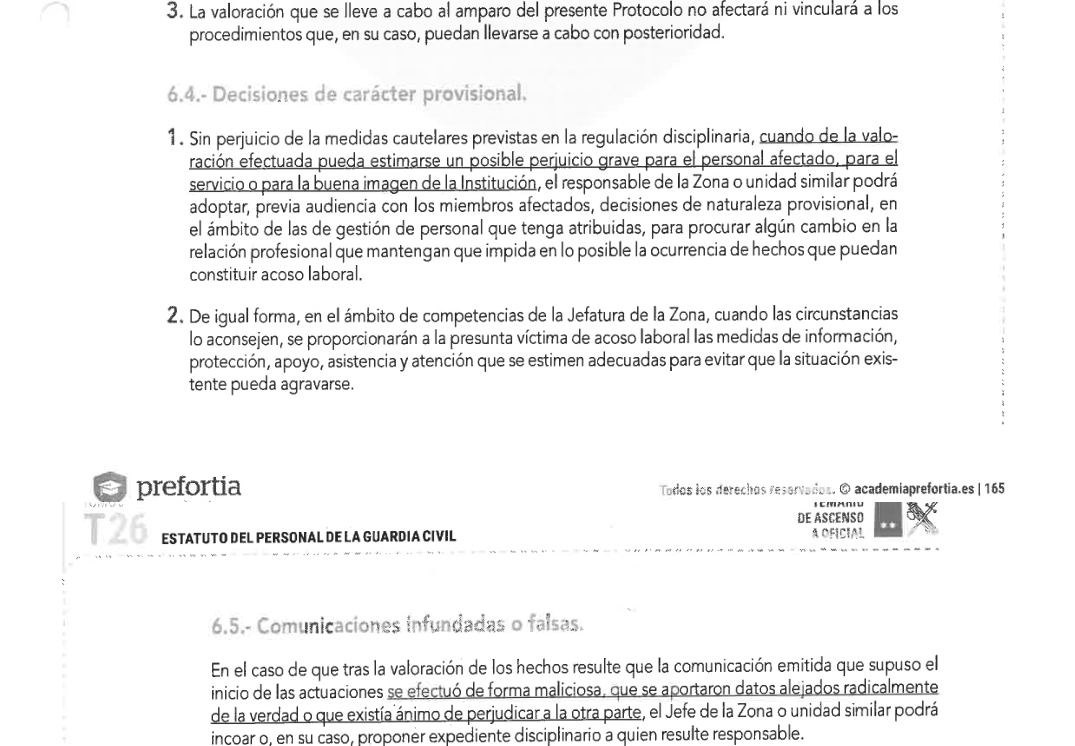 3. La valoración que se lleve a cabo al amparo del presente Protocolo no afectará ni vinculará a los
procedimientos que, en su caso, puedan llevarse a cabo con posterioridad.
6.4.- Decisiones de carácter provisional.
1. Sin perjuicio de la medidas cautelares previstas en la regulación disciplinaria, cuando de la valo-
ración efectuada pueda estimarse un posible perjuicio grave para el personal afectado, para el
servicio o para la buena imagen de la Institución, el responsable de la Zona o unidad similar podrá
adoptar, previa audiencia con los miembros afectados, decisiones de naturaleza provisional, en
el ámbito de las de gestión de personal que tenga atribuidas, para procurar algún cambio en la
relación profesional que mantengan que impida en lo posible la ocurrencia de hechos que puedan
constituir acoso laboral.
2. De igual forma, en el ámbito de competencias de la Jefatura de la Zona, cuando las circunstancias
lo aconsejen, se proporcionarán a la presunta víctima de acoso laboral las medidas de información,
protección, apoyo, asistencia y atención que se estimen adecuadas para evitar que la situación exis-
tente pueda agravarse.
prefortia
Todos los derechos reservados. © academiaprefortia.es | 165
T26 ESTATUTO DEL PERSONAL DE LA GUARDIA CIVIL
TEMARIO
DE ASCENSO
A OFICIAL
6.5.- Comunicaciones infundadas o falsas.
En el caso de que tras la valoración de los hechos resulte que la comunicación emitida que supuso el
inicio de las actuaciones se efectuó de forma maliciosa, que se aportaron datos alejados radicalmente
de la verdad o que existía ánimo de perjudicar a la otra parte, el Jefe de la Zona o unidad similar podrá
incoar o, en su caso, proponer expediente disciplinario a quien resulte responsable.